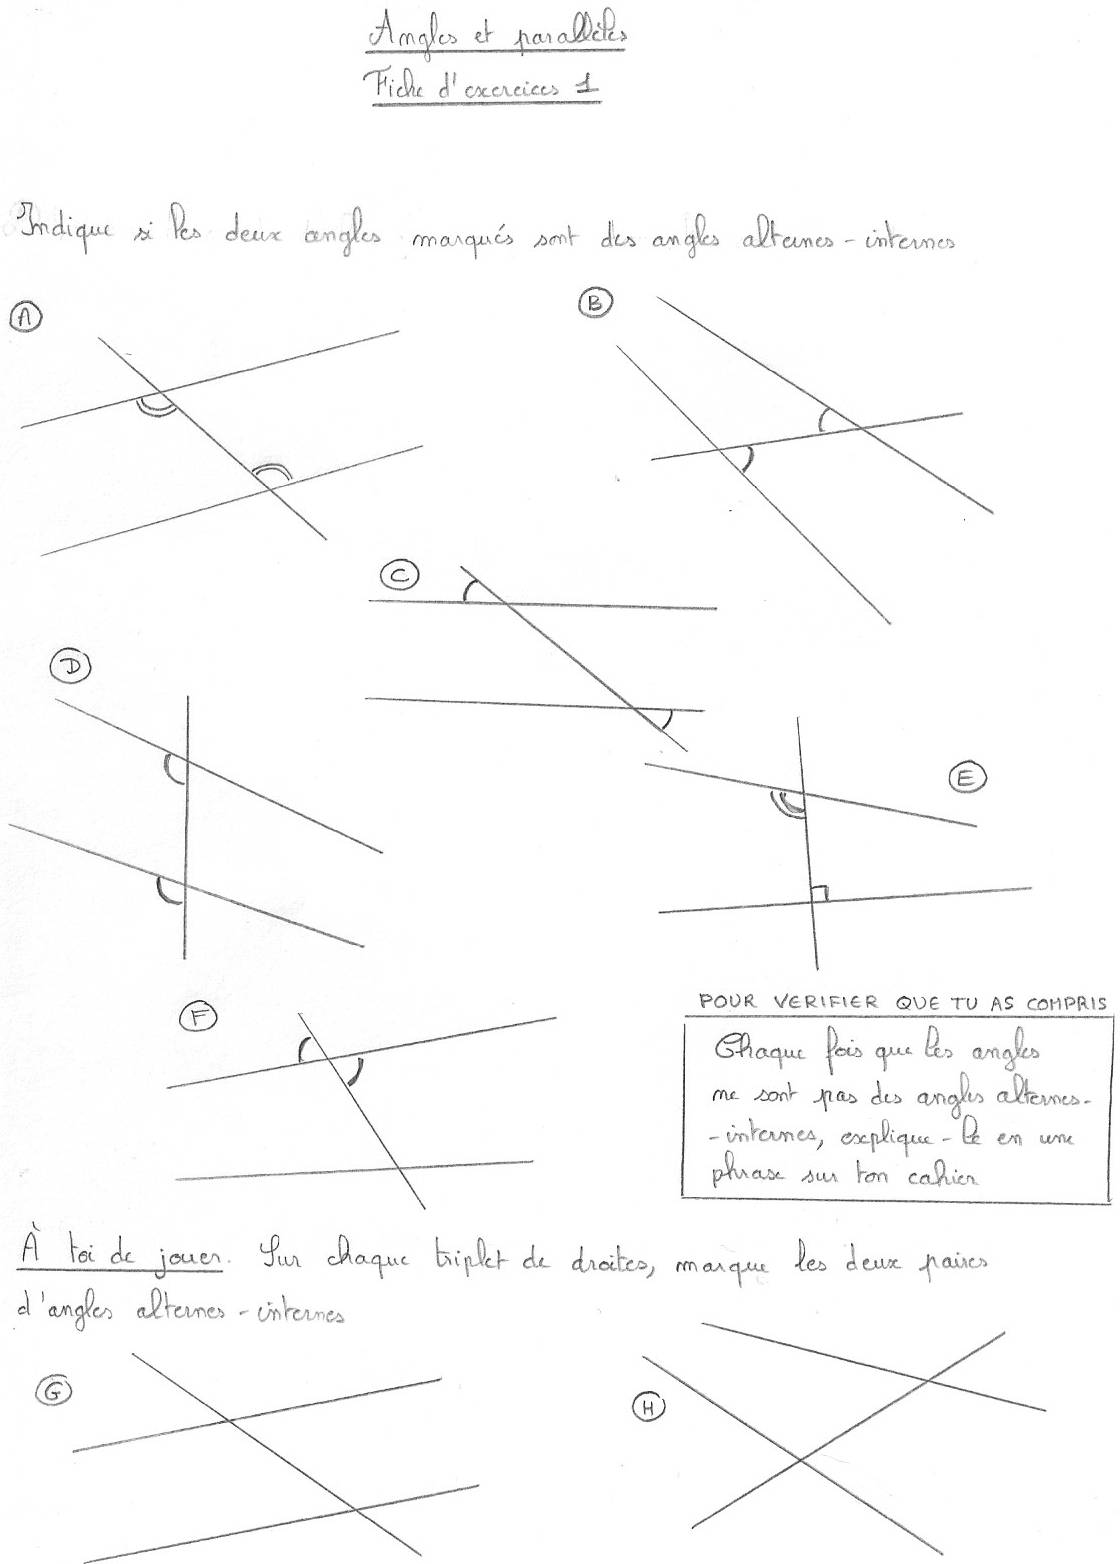 Angles et parallèles
Fiche d'exercices 1
Indique si les deux angles marqués sont des angles alternes-internes
A
B
C
D
E
F
POUR VERIFIER QUE TU AS COMPRIS
Chaque fois que les angles
ne sont pas des angles alternes-
-internes, explique-le en une
phrase sur ton cahier
À toi de jouer. Sur chaque triplet de droites, marque les deux paires
d'angles alternes-internes
G
H